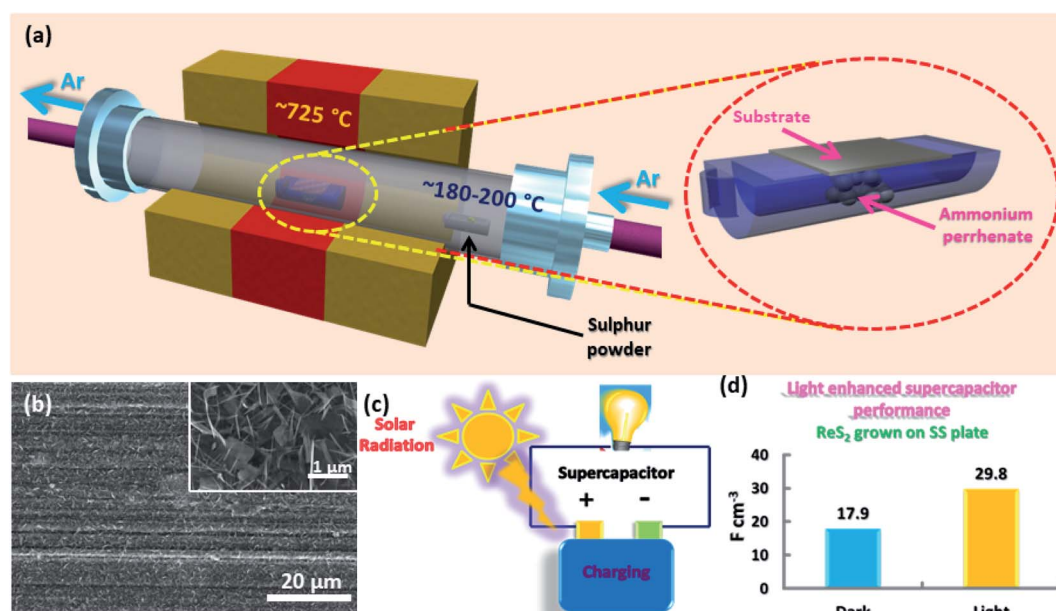 (a)
Ar
~725 °C
~180-200 °C
Ar
Sulphur
powder
Substrate
Ammonium
perrhenate
(b)
1 µm
20 µm
(c)
Solar
Radiation
Supercapacitor
+ -
Charging
(d)
Light enhanced supercapacitor
performance
ReS₂ grown on SS plate
F cm⁻³
40
30
20
10
0
17.9
29.8
Dark
Light